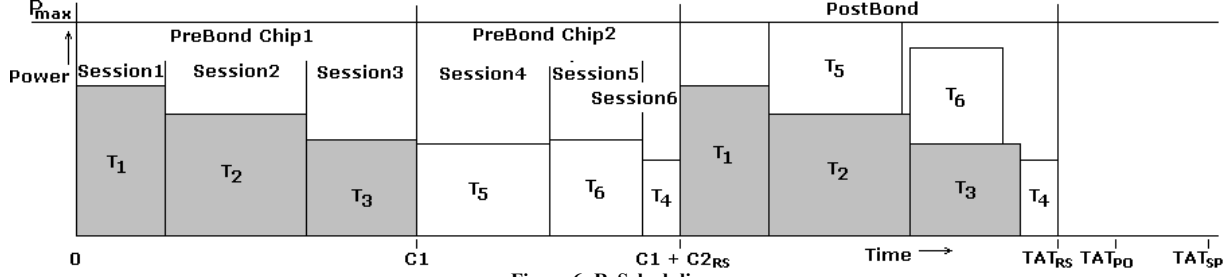 Pmax
PostBond
PreBond Chip1
PreBond Chip2
Power
Session1
Session2
Session3
Session4
Session5
Session6
T5
T6
T1
T2
T3
T5
T6
T4
T1
T2
T3
T4
0
C1
C1 + C2RS
Time
TATRS
TATPO
TATSP